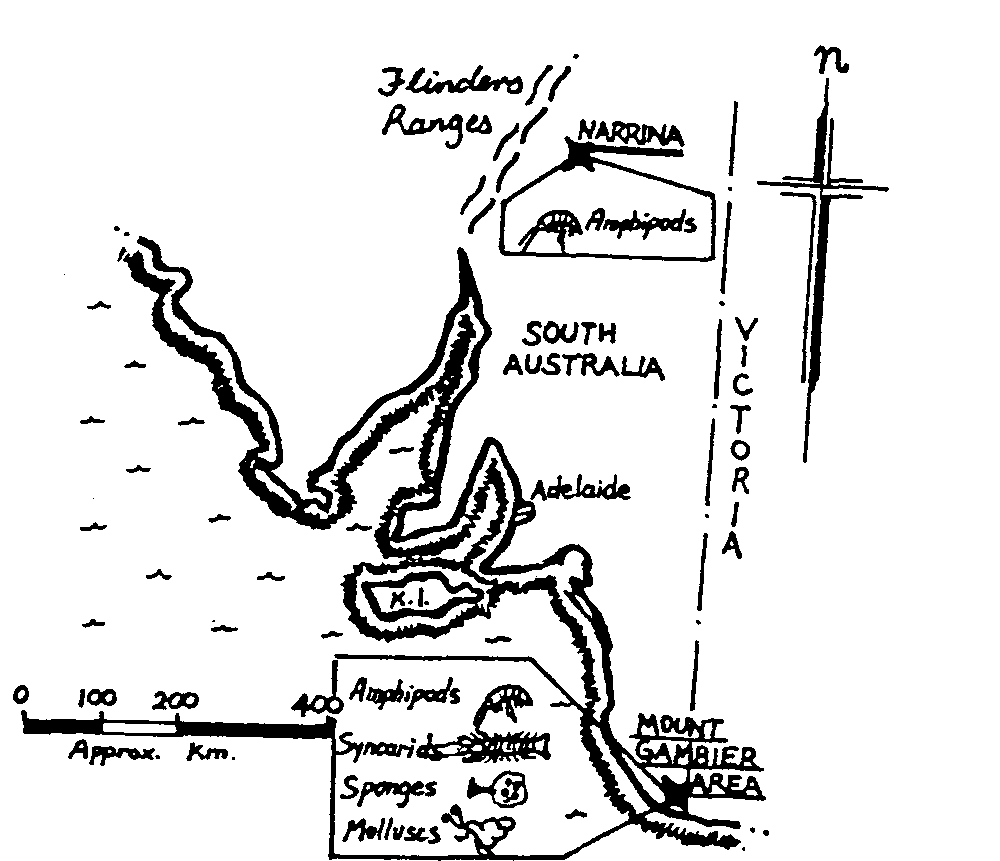 n
Flinders
Ranges
NARRINA
Amphipods
SOUTH
AUSTRALIA
VICTORIA
Adelaide
K.I.
0 100 200 400
Approx. Km.
Amphipods
Syncarids
Sponges
Molluscs
MOUNT
GAMBIER
AREA